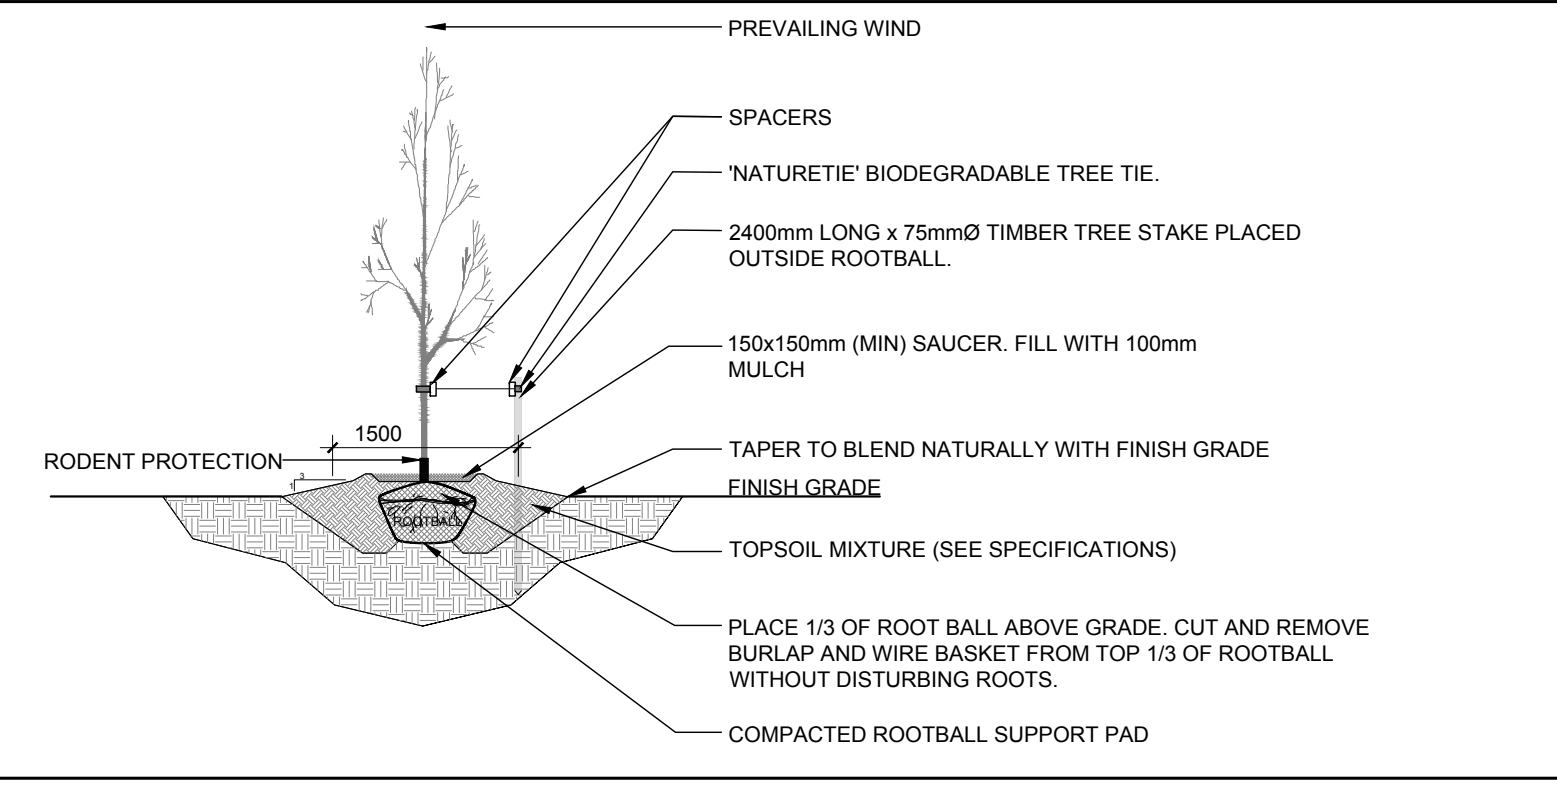 PREVAILING WIND
SPACERS
'NATURETIE' BIODEGRADABLE TREE TIE.
2400mm LONG x 75mmØ TIMBER TREE STAKE PLACED
OUTSIDE ROOTBALL.
150x150mm (MIN) SAUCER. FILL WITH 100mm
MULCH
1500
TAPER TO BLEND NATURALLY WITH FINISH GRADE
RODENT PROTECTION
3
1
FINISH GRADE
ROOTBALL
TOPSOIL MIXTURE (SEE SPECIFICATIONS)
PLACE 1/3 OF ROOT BALL ABOVE GRADE. CUT AND REMOVE
BURLAP AND WIRE BASKET FROM TOP 1/3 OF ROOTBALL
WITHOUT DISTURBING ROOTS.
COMPACTED ROOTBALL SUPPORT PAD